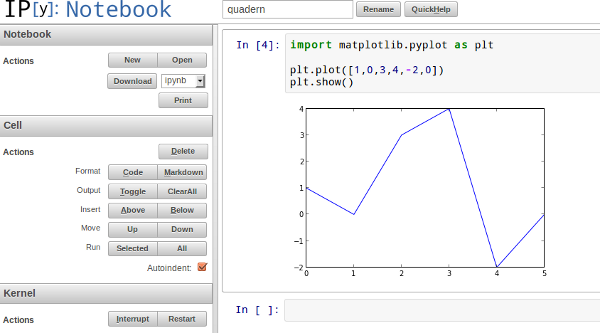 IP[y]: Notebook
quadern
Rename
QuickHelp
Notebook
Actions
New
Open
Download
ipynb
Print
Cell
Actions
Delete
Format
Code
Markdown
Output
Toggle
ClearAll
Insert
Above
Below
Move
Up
Down
Run
Selected
All
Autoindent:
Kernel
Actions
Interrupt
Restart
In [4]:
import matplotlib.pyplot as plt
plt.plot([1,0,3,4,-2,0])
plt.show()
4
3
2
1
0
−1
−2
0 1 2 3 4 5
In [ ]: